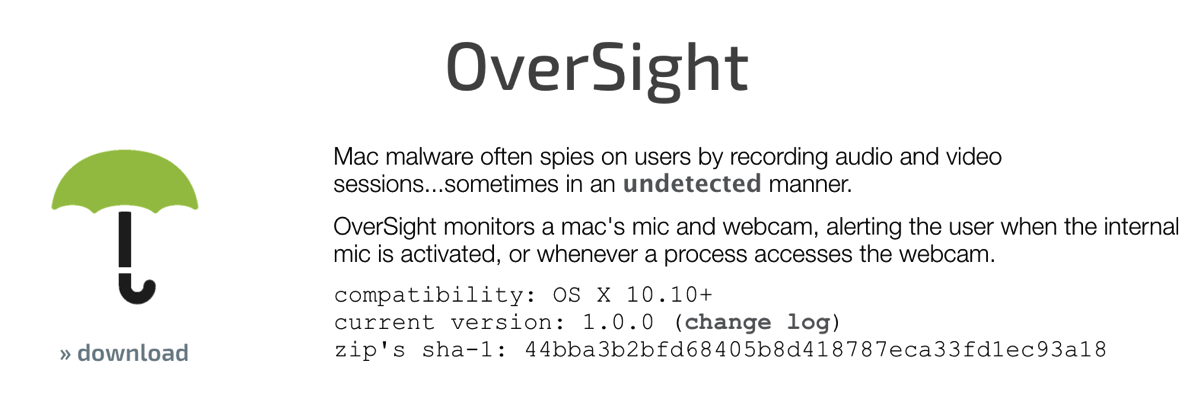 OverSight
Mac malware often spies on users by recording audio and video
sessions...sometimes in an undetected manner.
OverSight monitors a mac's mic and webcam, alerting the user when the internal
mic is activated, or whenever a process accesses the webcam.
compatibility: OS X 10.10+
current version: 1.0.0 (change log)
zip's sha-1: 44bba3b2bfd68405b8d418787eca33fd1ec93a18
» download